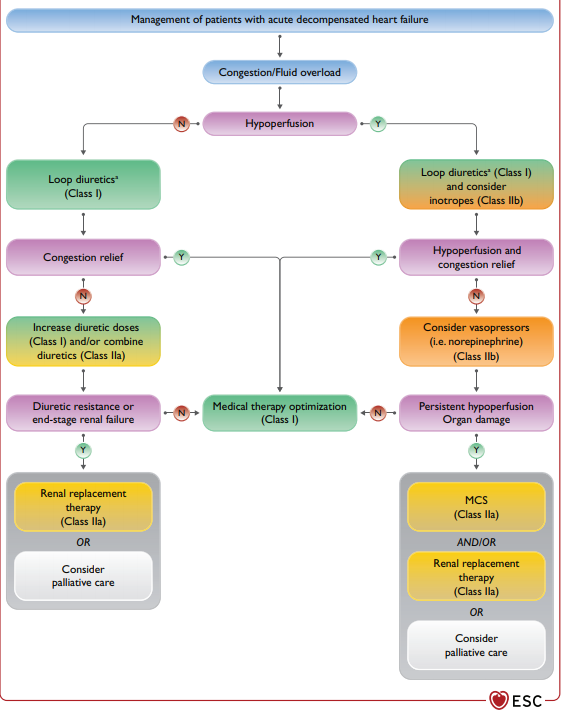 Management of patients with acute decompensated heart failure
Congestion/Fluid overload
N
Hypoperfusion
Y
Loop diureticsᵃ
(Class I)
Loop diureticsᵃ (Class I)
and consider
inotropes (Class IIb)
Congestion relief
Y
Y
Hypoperfusion and
congestion relief
N
N
Increase diuretic doses
(Class I) and/or combine
diuretics (Class IIa)
Consider vasopressors
(i.e. norepinephrine)
(Class IIb)
Diuretic resistance or
end-stage renal failure
N
Medical therapy optimization
(Class I)
N
Persistent hypoperfusion
Organ damage
Y
Y
Renal replacement
therapy
(Class IIa)
OR
Consider
palliative care
MCS
(Class IIa)
AND/OR
Renal replacement
therapy
(Class IIa)
OR
Consider
palliative care
ESC